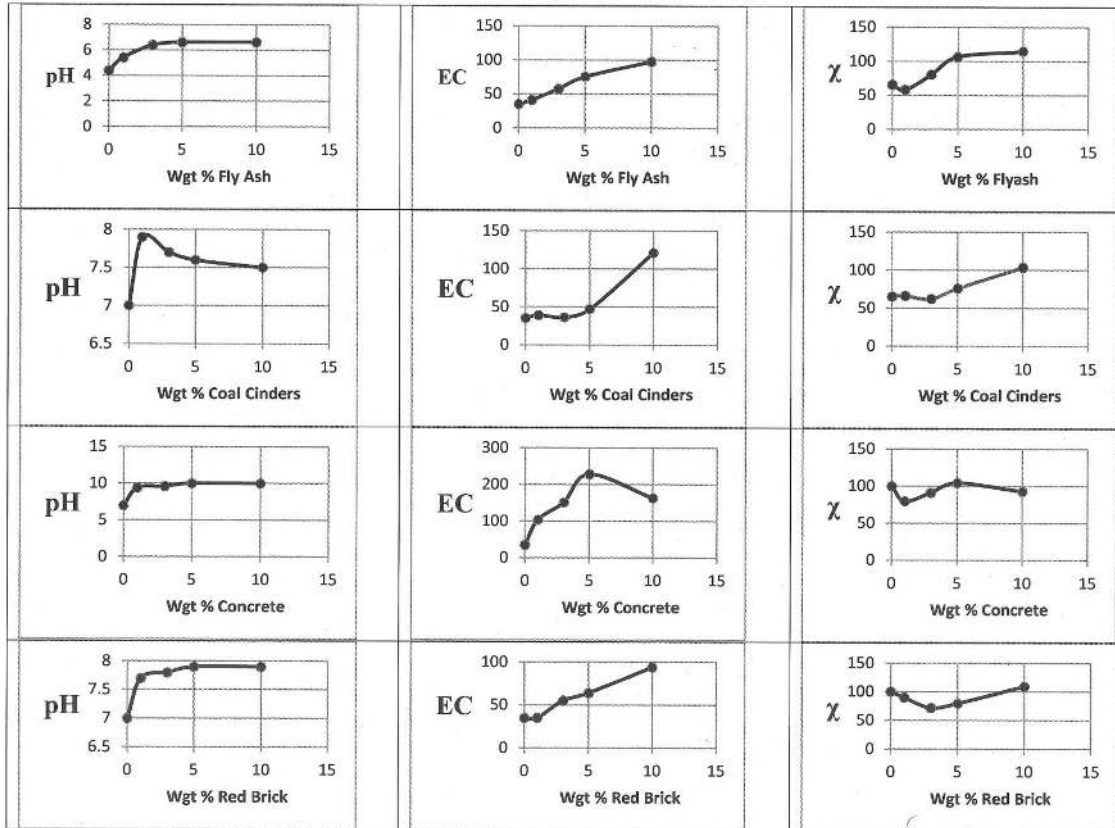 8
6
pH
4
2
0
0 5 10 15
Wgt % Fly Ash
150
100
EC
50
0
0 5 10 15
Wgt % Fly Ash
150
100
χ
50
0
0 5 10 15
Wgt % Flyash
8
7.5
pH
7
6.5
0 5 10 15
Wgt % Coal Cinders
150
100
EC
50
0
0 5 10 15
Wgt % Coal Cinders
150
100
χ
50
0
0 5 10 15
Wgt % Coal Cinders
15
10
pH
5
0
0 5 10 15
Wgt % Concrete
300
200
EC
100
0
0 5 10 15
Wgt % Concrete
150
100
χ
50
0
0 5 10 15
Wgt % Concrete
8
7.5
pH
7
6.5
0 5 10 15
Wgt % Red Brick
100
EC
50
0
0 5 10 15
Wgt % Red Brick
150
100
χ
50
0
0 5 10 15
Wgt % Red Brick